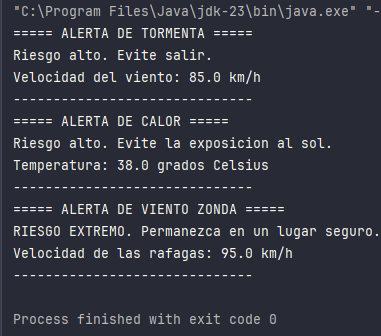 "C:\Program Files\Java\jdk-23\bin\java.exe" "-
===== ALERTA DE TORMENTA =====
Riesgo alto. Evite salir.
Velocidad del viento: 85.0 km/h
------------------------------
===== ALERTA DE CALOR =====
Riesgo alto. Evite la exposicion al sol.
Temperatura: 38.0 grados Celsius
------------------------------
===== ALERTA DE VIENTO ZONDA =====
RIESGO EXTREMO. Permanezca en un lugar seguro.
Velocidad de las rafagas: 95.0 km/h
------------------------------
Process finished with exit code 0